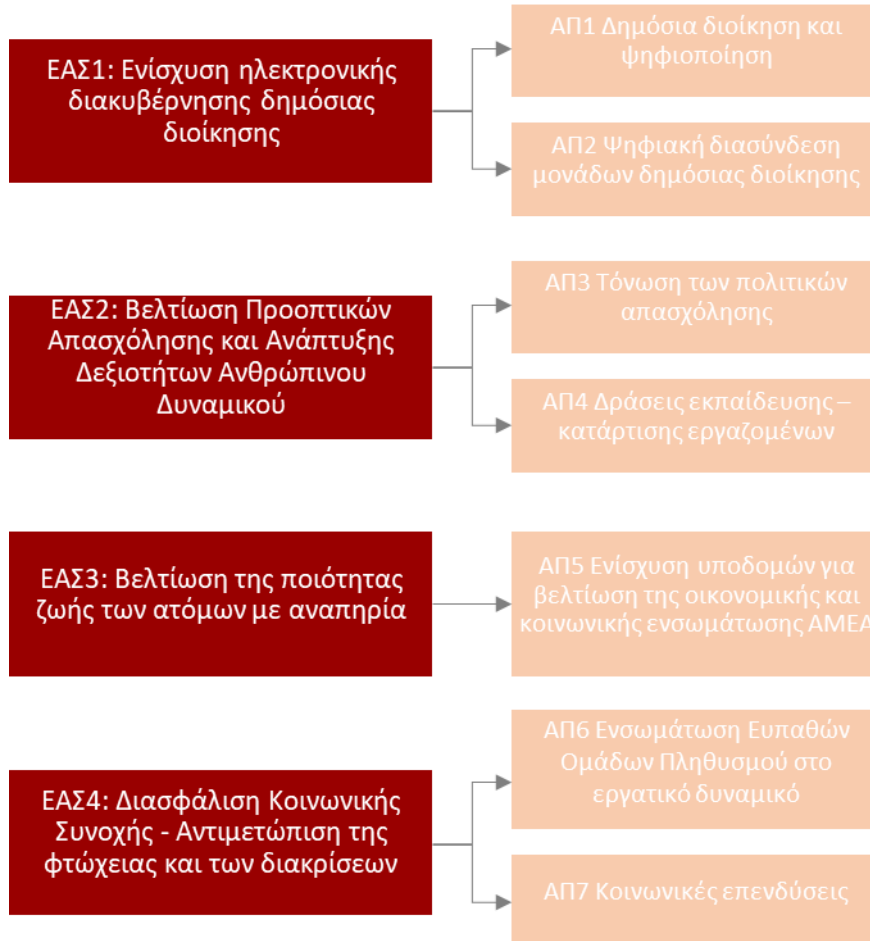 ΕΑΣ1: Ενίσχυση ηλεκτρονικής
διακυβέρνησης δημόσιας
διοίκησης
ΑΠ1 Δημόσια διοίκηση και
ψηφιοποίηση
ΑΠ2 Ψηφιακή διασύνδεση
μονάδων δημόσιας διοίκησης
ΕΑΣ2: Βελτίωση Προοπτικών
Απασχόλησης και Ανάπτυξης
Δεξιοτήτων Ανθρώπινου
Δυναμικού
ΑΠ3 Τόνωση των πολιτικών
απασχόλησης
ΑΠ4 Δράσεις εκπαίδευσης –
κατάρτισης εργαζομένων
ΕΑΣ3: Βελτίωση της ποιότητας
ζωής των ατόμων με αναπηρία
ΑΠ5 Ενίσχυση υποδομών για
βελτίωση της οικονομικής και
κοινωνικής ενσωμάτωσης ΑΜΕΑ
ΕΑΣ4: Διασφάλιση Κοινωνικής
Συνοχής - Αντιμετώπιση της
φτώχειας και των διακρίσεων
ΑΠ6 Ενσωμάτωση Ευπαθών
Ομάδων Πληθυσμού στο
εργατικό δυναμικό
ΑΠ7 Κοινωνικές επενδύσεις